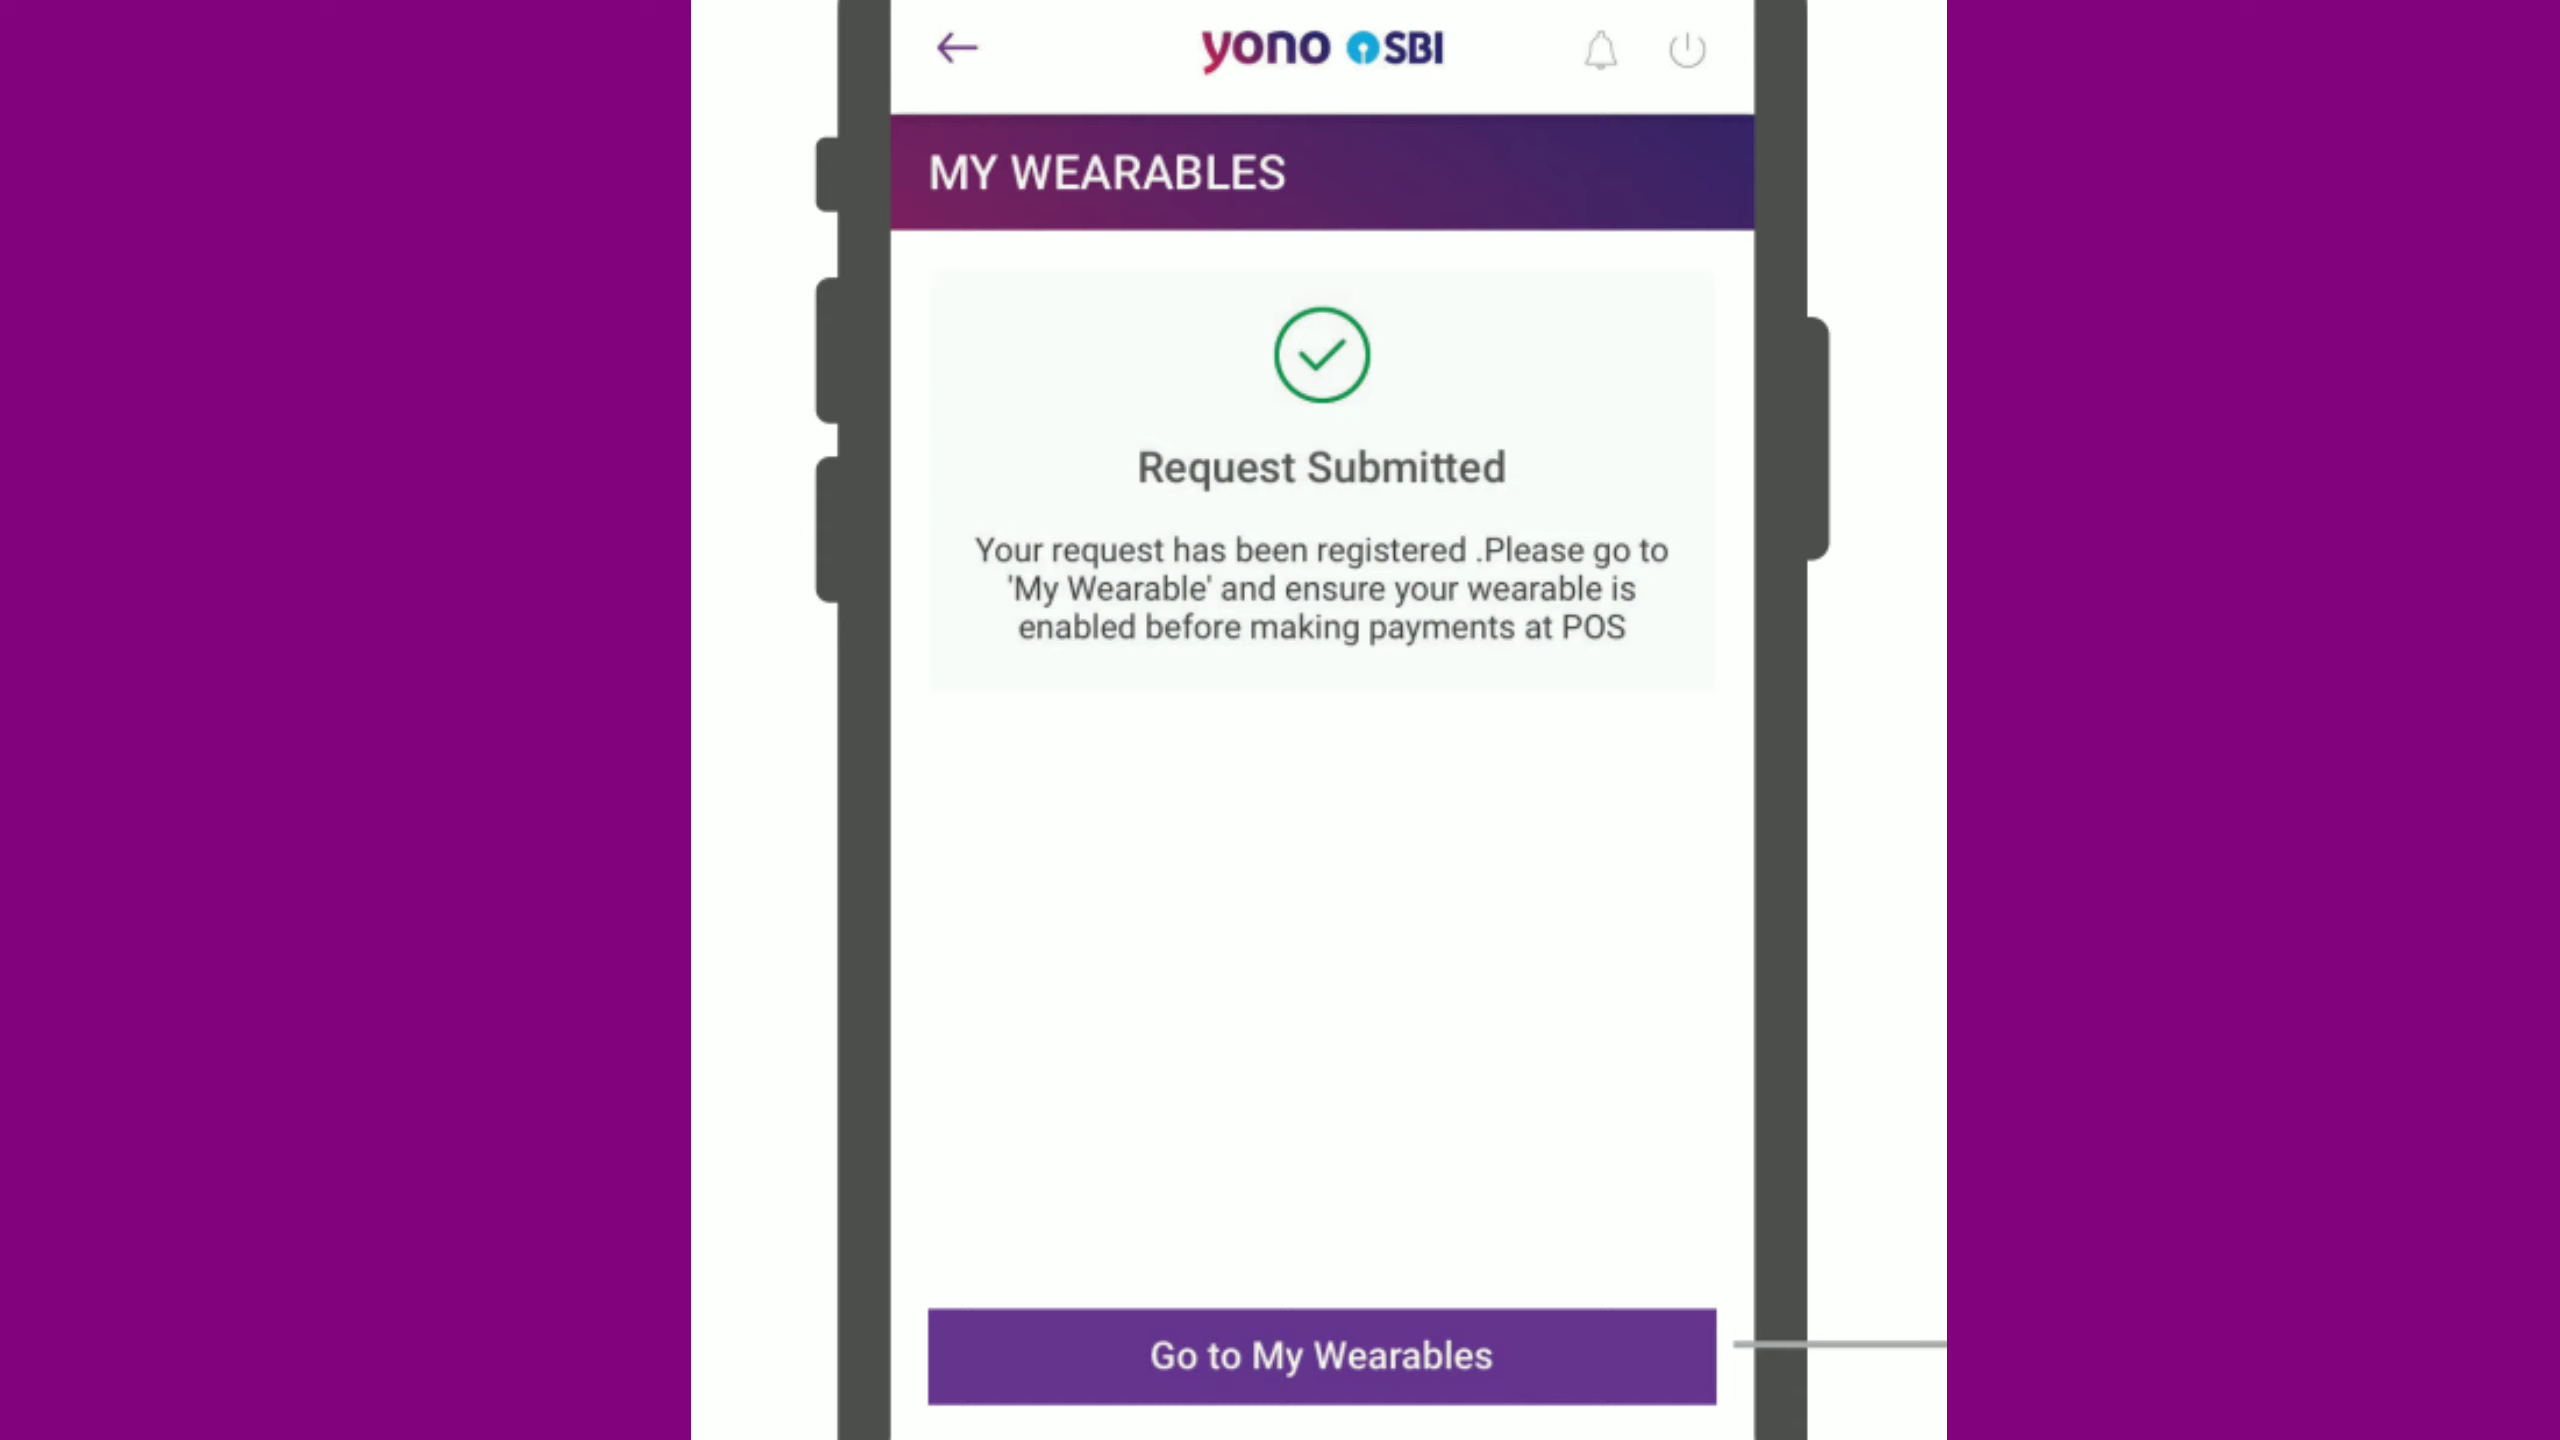 yono SBI
MY WEARABLES
Request Submitted
Your request has been registered .Please go to
'My Wearable' and ensure your wearable is
enabled before making payments at POS
Go to My Wearables